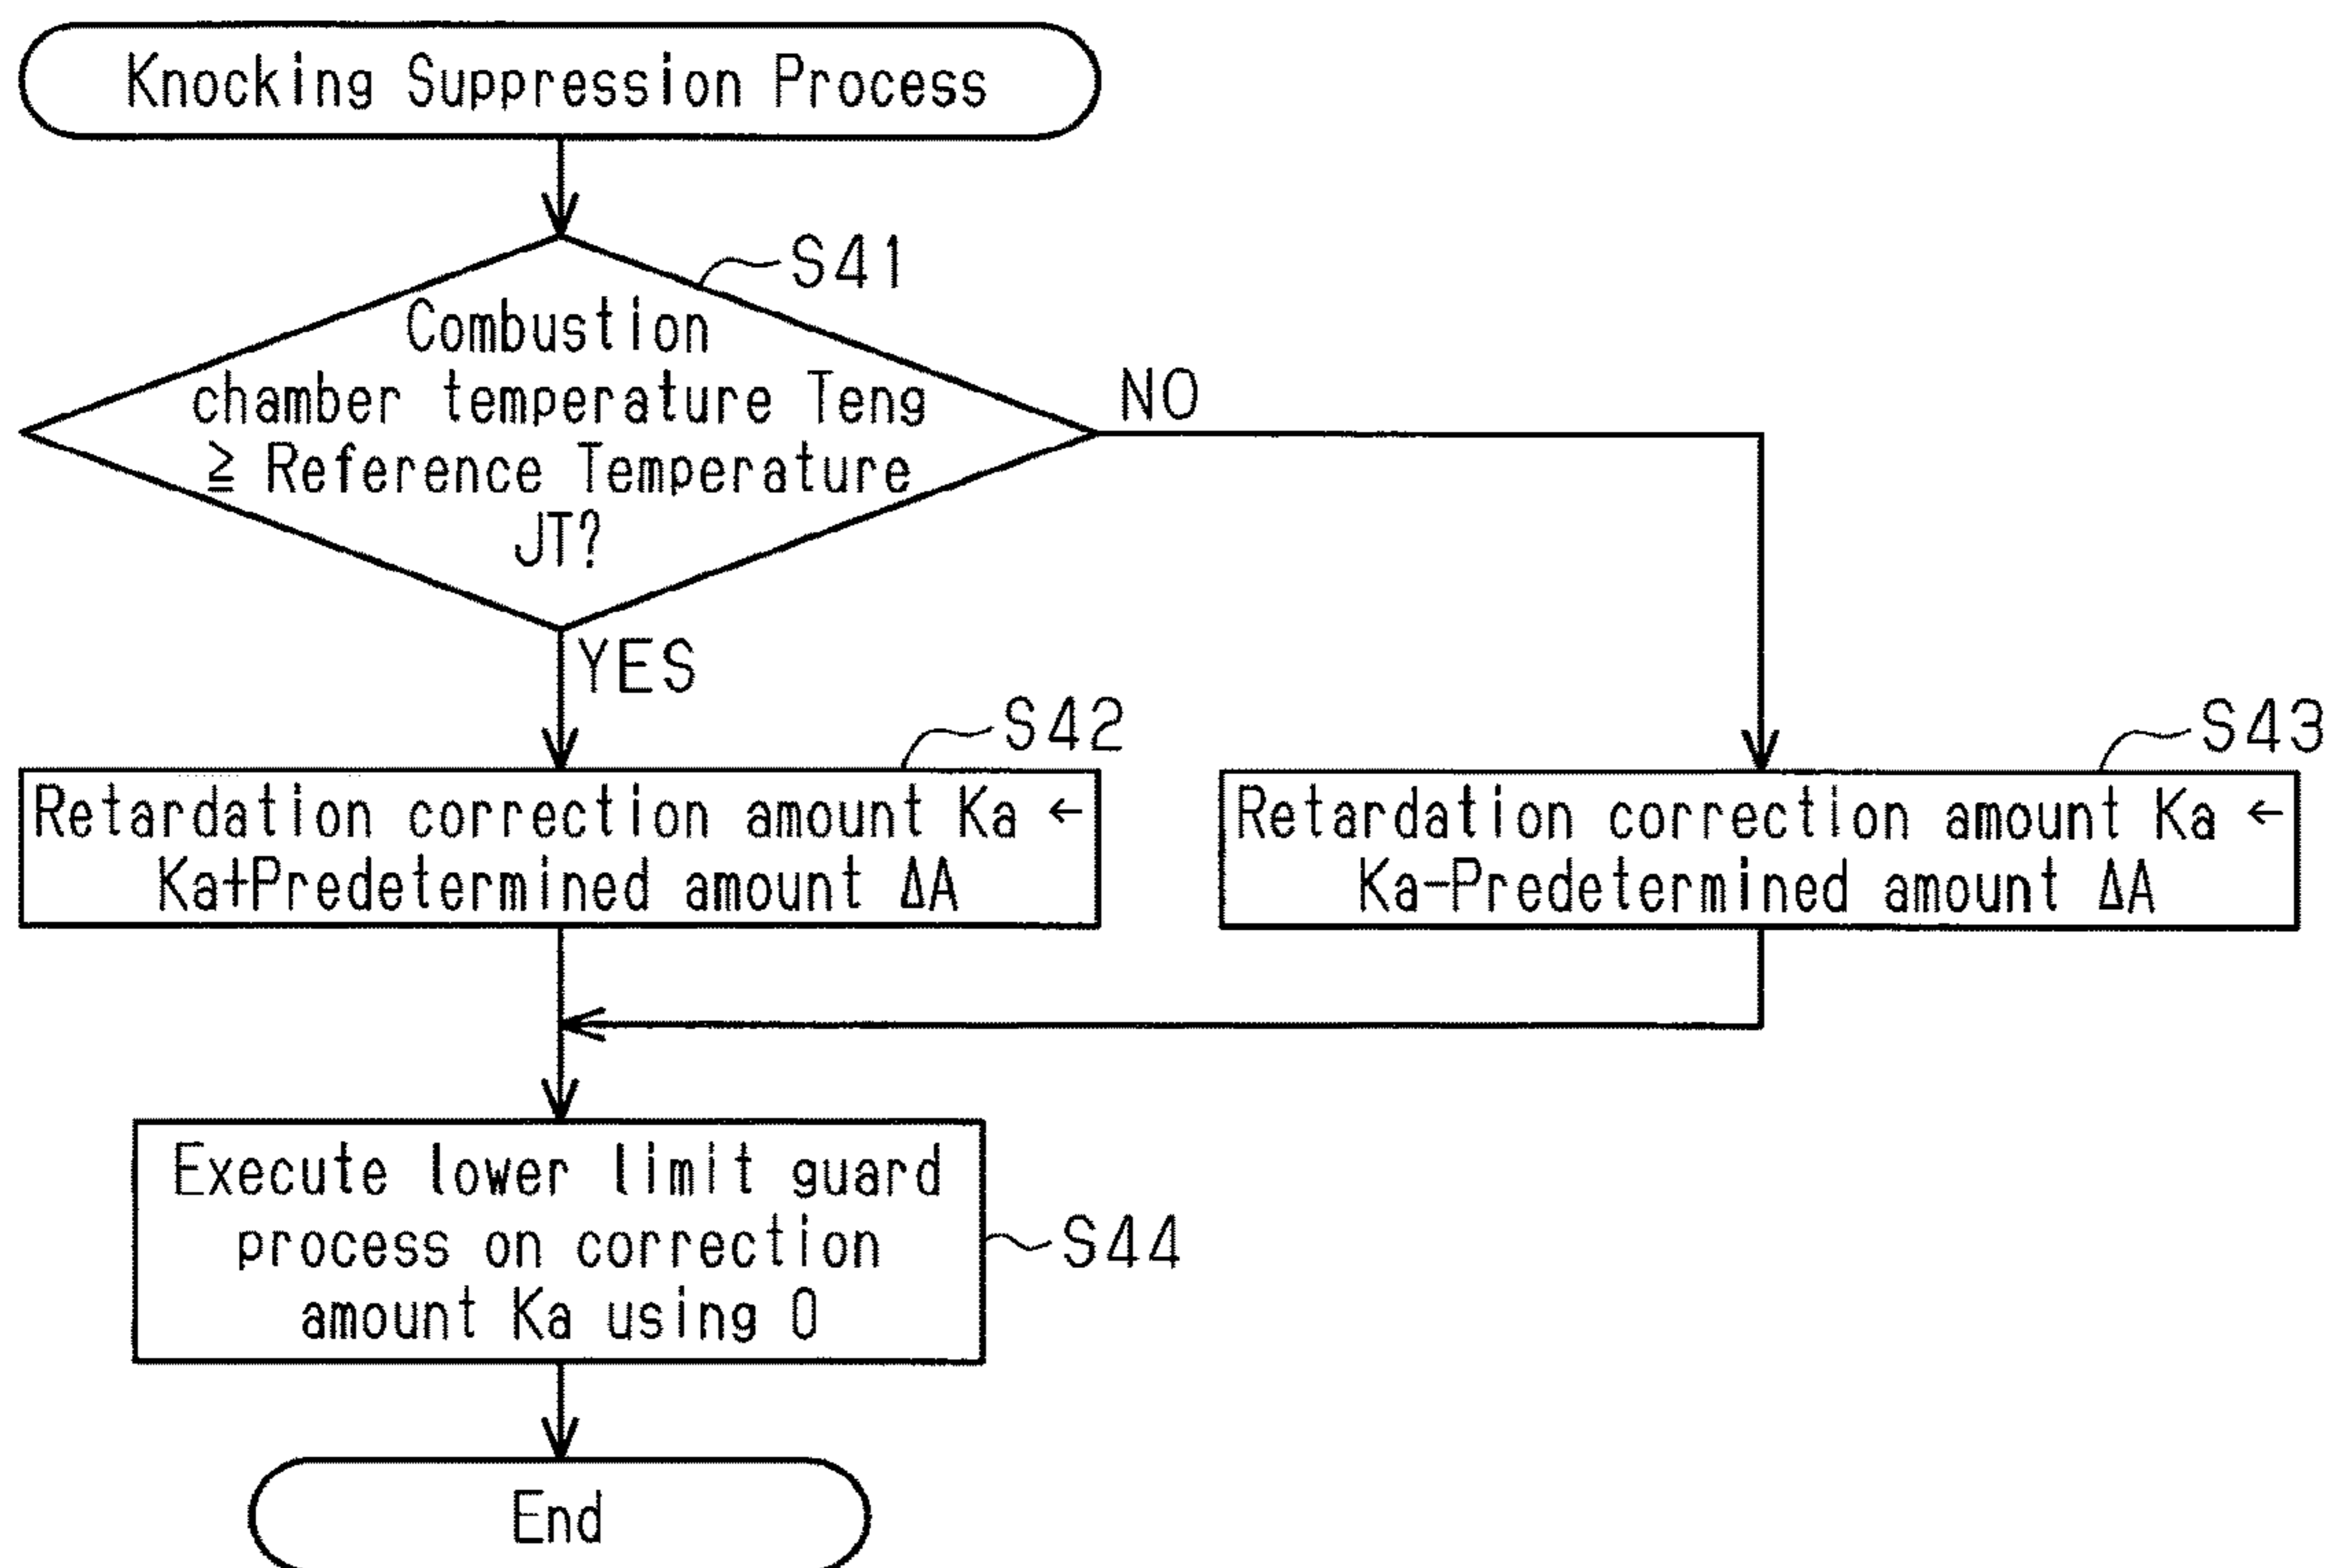 Knocking Suppression Process
S41
Combustion
chamber temperature Teng
≧ Reference Temperature
JT?
NO
YES
S42
Retardation correction amount Ka ←
Ka+Predetermined amount ΔA
S43
Retardation correction amount Ka ←
Ka-Predetermined amount ΔA
Execute lower limit guard
process on correction
amount Ka using 0
S44
End